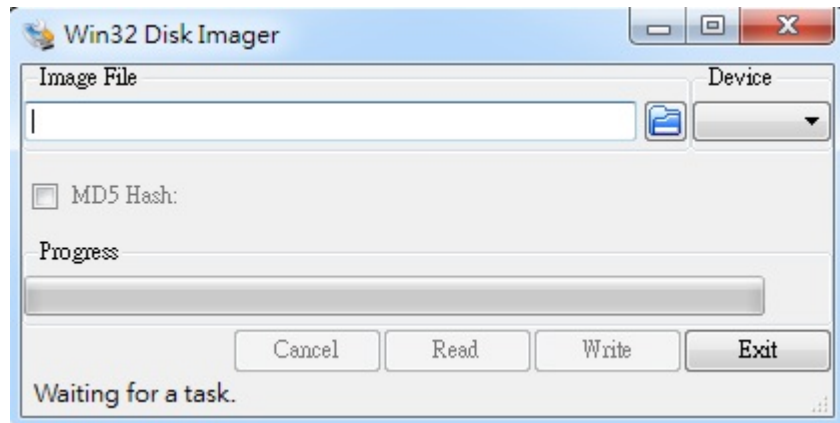 Win32 Disk Imager
Image File
Device
MD5 Hash:
Progress
Cancel Read Write Exit
Waiting for a task.